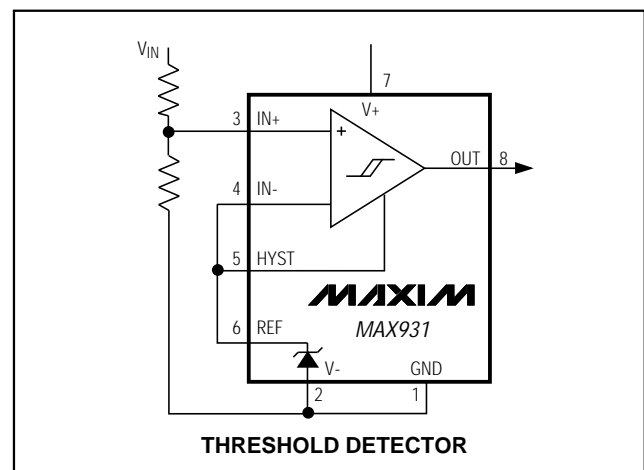 VIN
7
V+
3 IN+
+
OUT 8
4 IN-
5 HYST
MAXIM
MAX931
6 REF
V-
GND
2
1
THRESHOLD DETECTOR